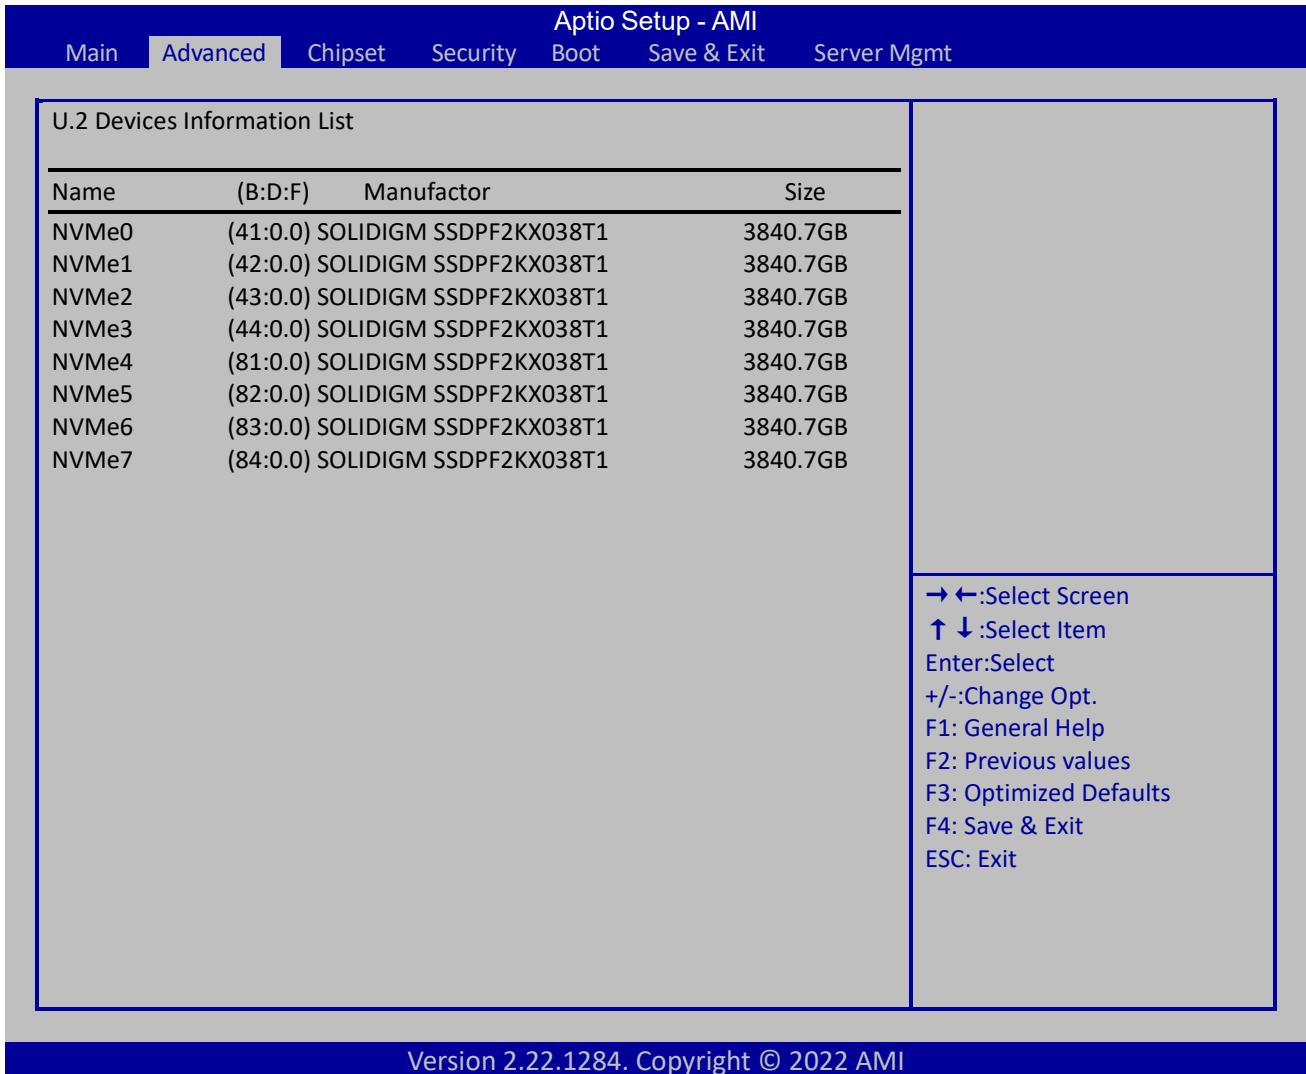 Aptio Setup - AMI
Main Advanced Chipset Security Boot Save & Exit Server Mgmt
U.2 Devices Information List
Name (B:D:F) Manufactor Size
NVMe0 (41:0.0) SOLIDIGM SSDPF2KX038T1 3840.7GB
NVMe1 (42:0.0) SOLIDIGM SSDPF2KX038T1 3840.7GB
NVMe2 (43:0.0) SOLIDIGM SSDPF2KX038T1 3840.7GB
NVMe3 (44:0.0) SOLIDIGM SSDPF2KX038T1 3840.7GB
NVMe4 (81:0.0) SOLIDIGM SSDPF2KX038T1 3840.7GB
NVMe5 (82:0.0) SOLIDIGM SSDPF2KX038T1 3840.7GB
NVMe6 (83:0.0) SOLIDIGM SSDPF2KX038T1 3840.7GB
NVMe7 (84:0.0) SOLIDIGM SSDPF2KX038T1 3840.7GB
→ ←:Select Screen
↑ ↓ :Select Item
Enter:Select
+/-:Change Opt.
F1: General Help
F2: Previous values
F3: Optimized Defaults
F4: Save & Exit
ESC: Exit
Version 2.22.1284. Copyright © 2022 AMI